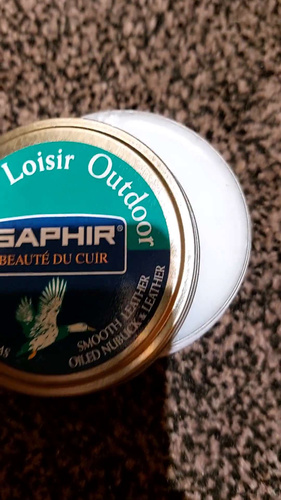 Loisir Outdoor
SAPHIR®
BEAUTÉ DU CUIR
SMOOTH LEATHER
OILED NUBUCK & LEATHER